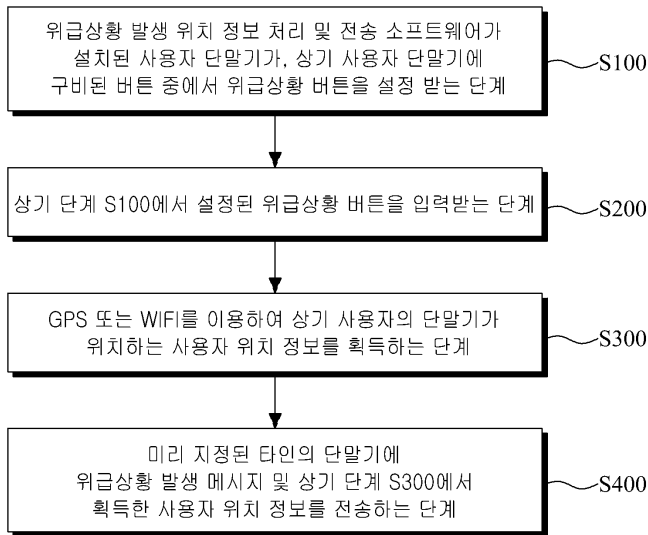 위급상황 발생 위치 정보 처리 및 전송 소프트웨어가
설치된 사용자 단말기가, 상기 사용자 단말기에
구비된 버튼 중에서 위급상황 버튼을 설정 받는 단계
S100
상기 단계 S100에서 설정된 위급상황 버튼을 입력받는 단계
S200
GPS 또는 WIFI를 이용하여 상기 사용자의 단말기가
위치하는 사용자 위치 정보를 획득하는 단계
S300
미리 지정된 타인의 단말기에
위급상황 발생 메시지 및 상기 단계 S300에서
획득한 사용자 위치 정보를 전송하는 단계
S400